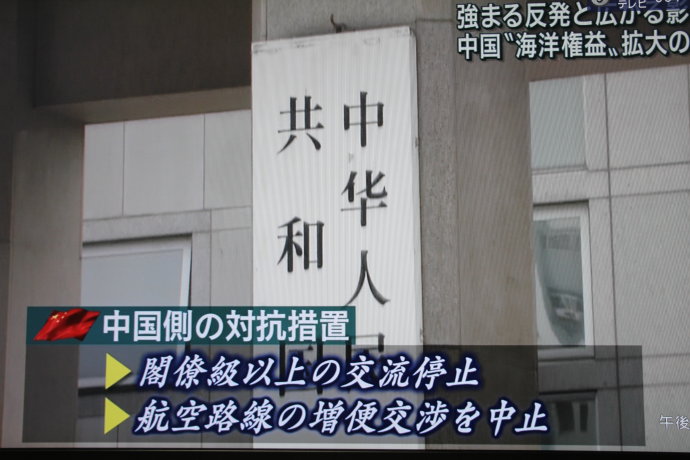 強まる反発と広がる影
中国〝海洋権益〟拡大の
中华人民
共和国
中国側の対抗措置
閣僚級以上の交流停止
航空路線の増便交渉を中止
午後